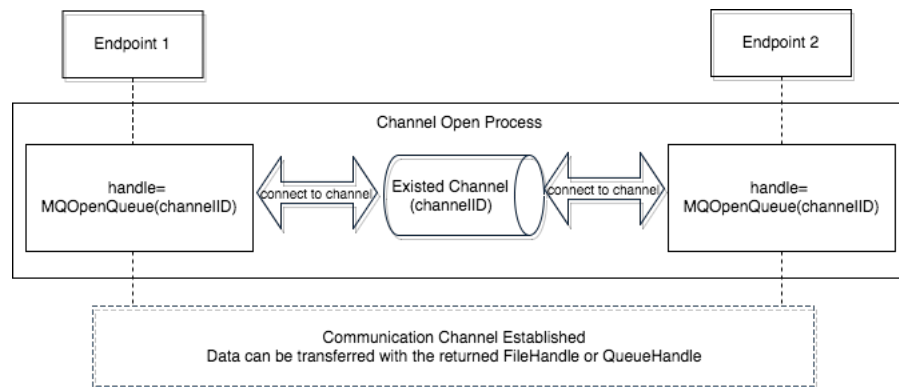 Endpoint 1
Endpoint 2
Channel Open Process
handle=
MQOpenQueue(channelID)
connect to channel
Existed Channel
(channelID)
connect to channel
handle=
MQOpenQueue(channelID)
Communication Channel Established
Data can be transferred with the returned FileHandle or QueueHandle